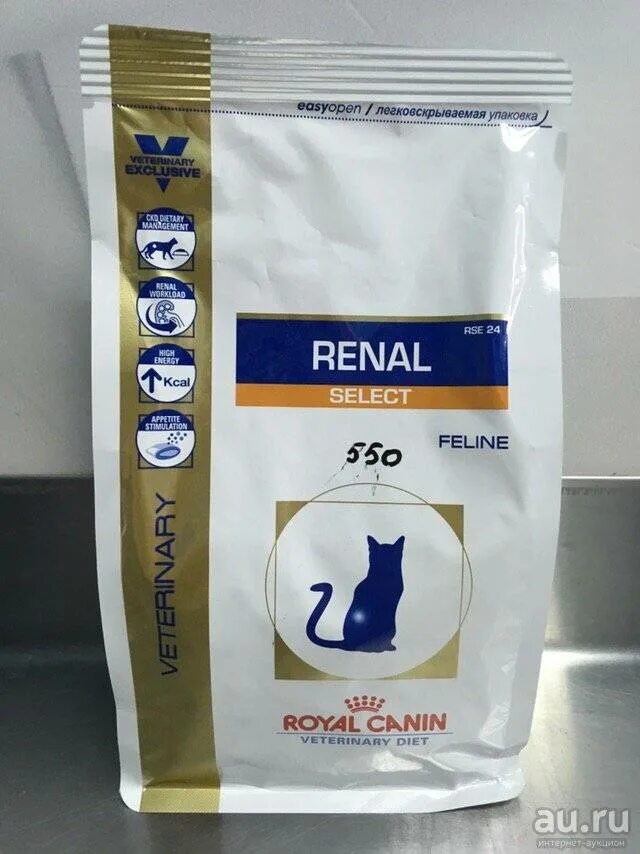 easyopen / легковскрываемая упаковка
VETERINARY
EXCLUSIVE
CKD DIETARY
MANAGEMENT
RENAL
WORKLOAD
HIGH
ENERGY
Kcal
APPETITE
STIMULATION
VETERINARY
RSE 24
RENAL
SELECT
FELINE
550
ROYAL CANIN
VETERINARY DIET
au.ru
интернет-аукцион